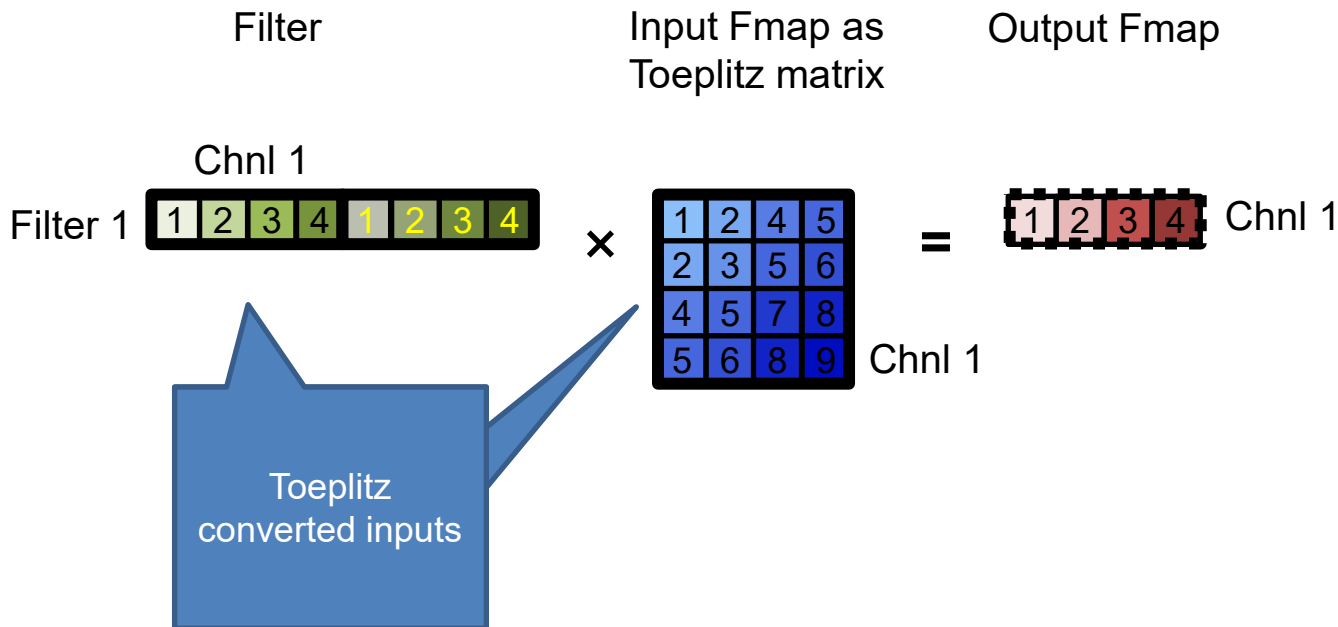 Filter
Input Fmap as
Toeplitz matrix
Output Fmap
Chnl 1
Filter 1
1 2 3 4 1 2 3 4
×
1 2 4 5
2 3 5 6
4 5 7 8
5 6 8 9
Chnl 1
=
1 2 3 4
Chnl 1
Toeplitz
converted inputs